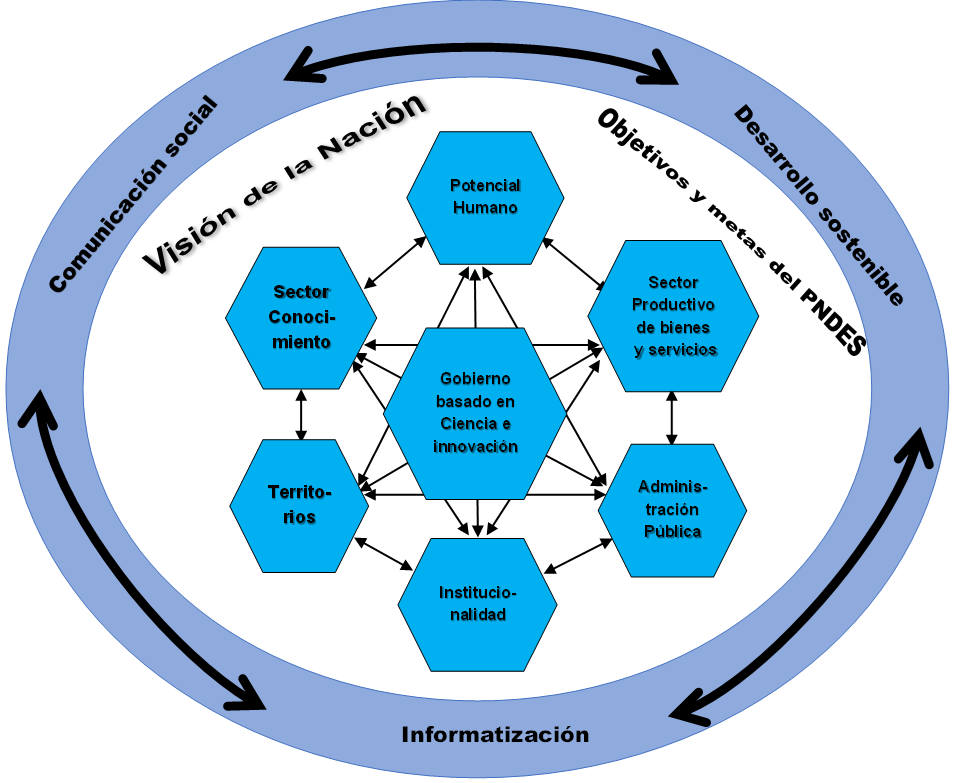 Comunicación social
Desarrollo sostenible
Visión de la Nación
Objetivos y metas del PNDES
Potencial
Humano
Sector
Conoci-
miento
Sector
Productivo
de bienes
y servicios
Gobierno
basado en
Ciencia e
innovación
Territo-
rios
Adminis-
tración
Pública
Institucio-
nalidad
Informatización